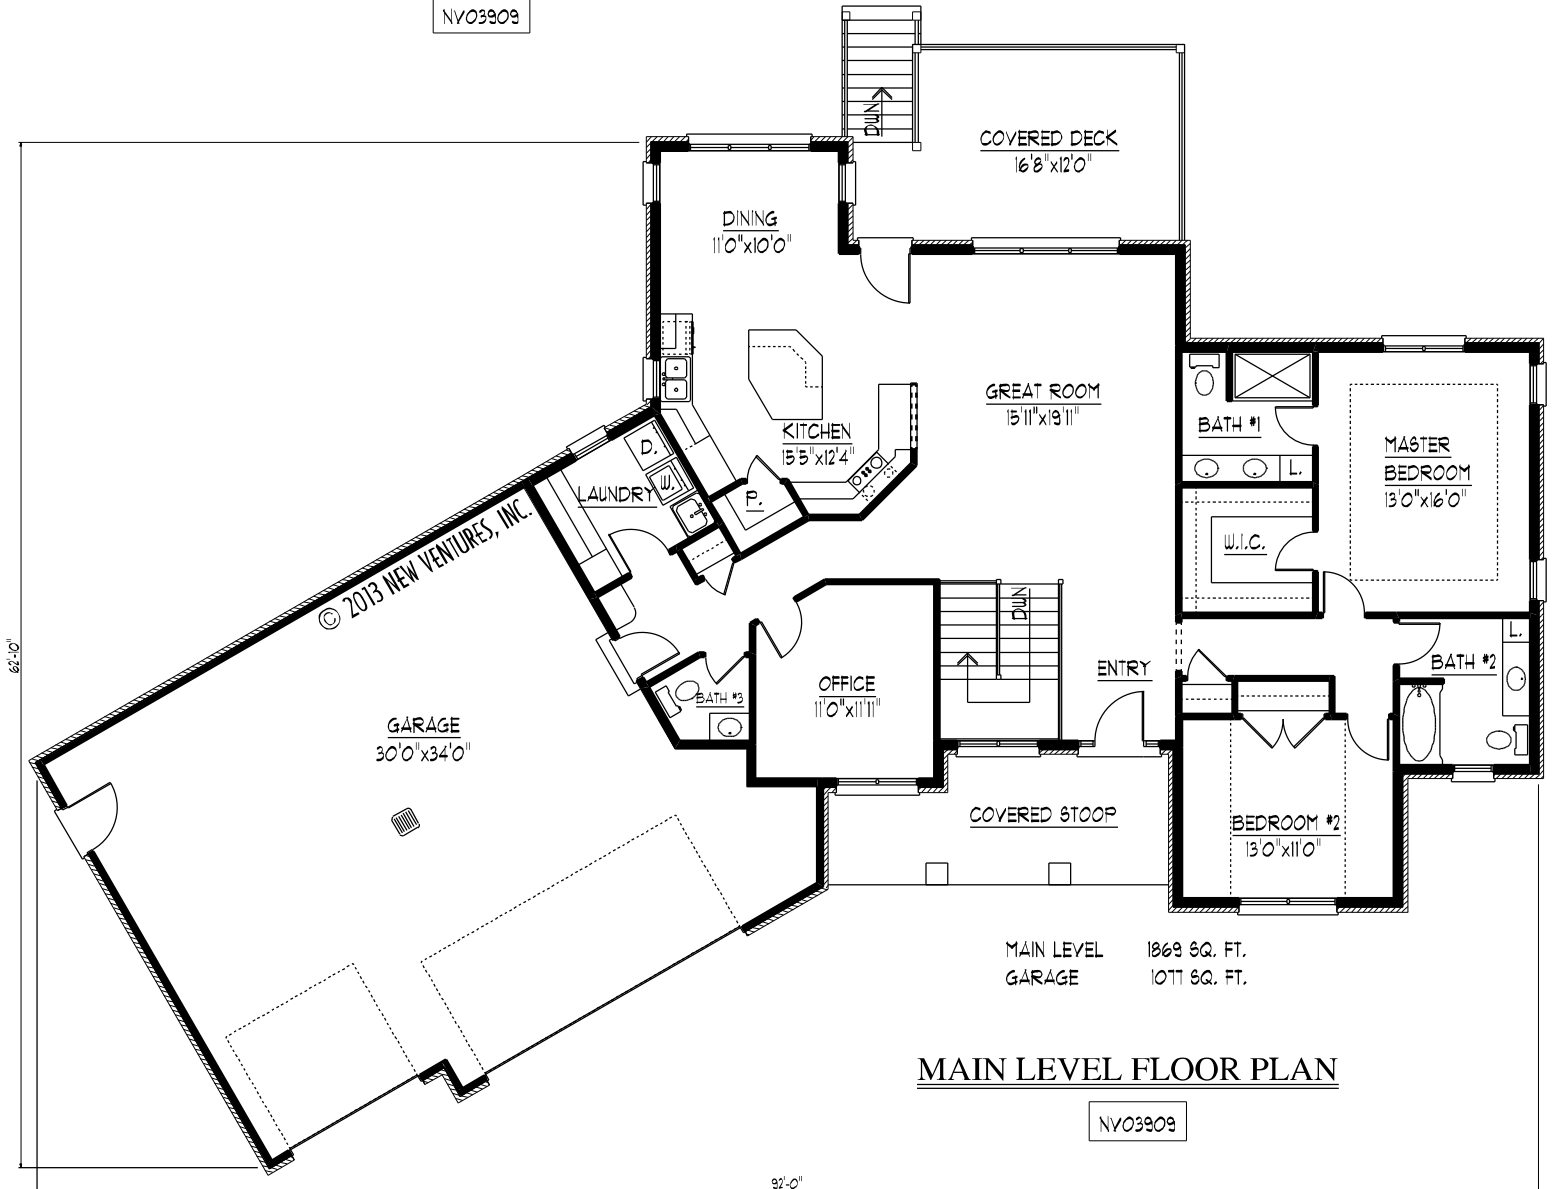 NV03909
DWN
COVERED DECK
16'8"x12'0"
DINING
11'0"x10'0"
GREAT ROOM
15'11"x19'11"
KITCHEN
15'5"x12'4"
BATH #1
L.
MASTER
BEDROOM
13'0"x16'0"
D.
W.
LAUNDRY
P.
W.I.C.
© 2013 NEW VENTURES, INC.
DWN
62'-10"
L.
BATH #2
ENTRY
OFFICE
11'0"x11'11"
BATH #3
GARAGE
30'0"x34'0"
COVERED STOOP
BEDROOM #2
13'0"x11'0"
MAIN LEVEL 1869 SQ. FT.
GARAGE 1077 SQ. FT.
MAIN LEVEL FLOOR PLAN
NV03909
92'-0"